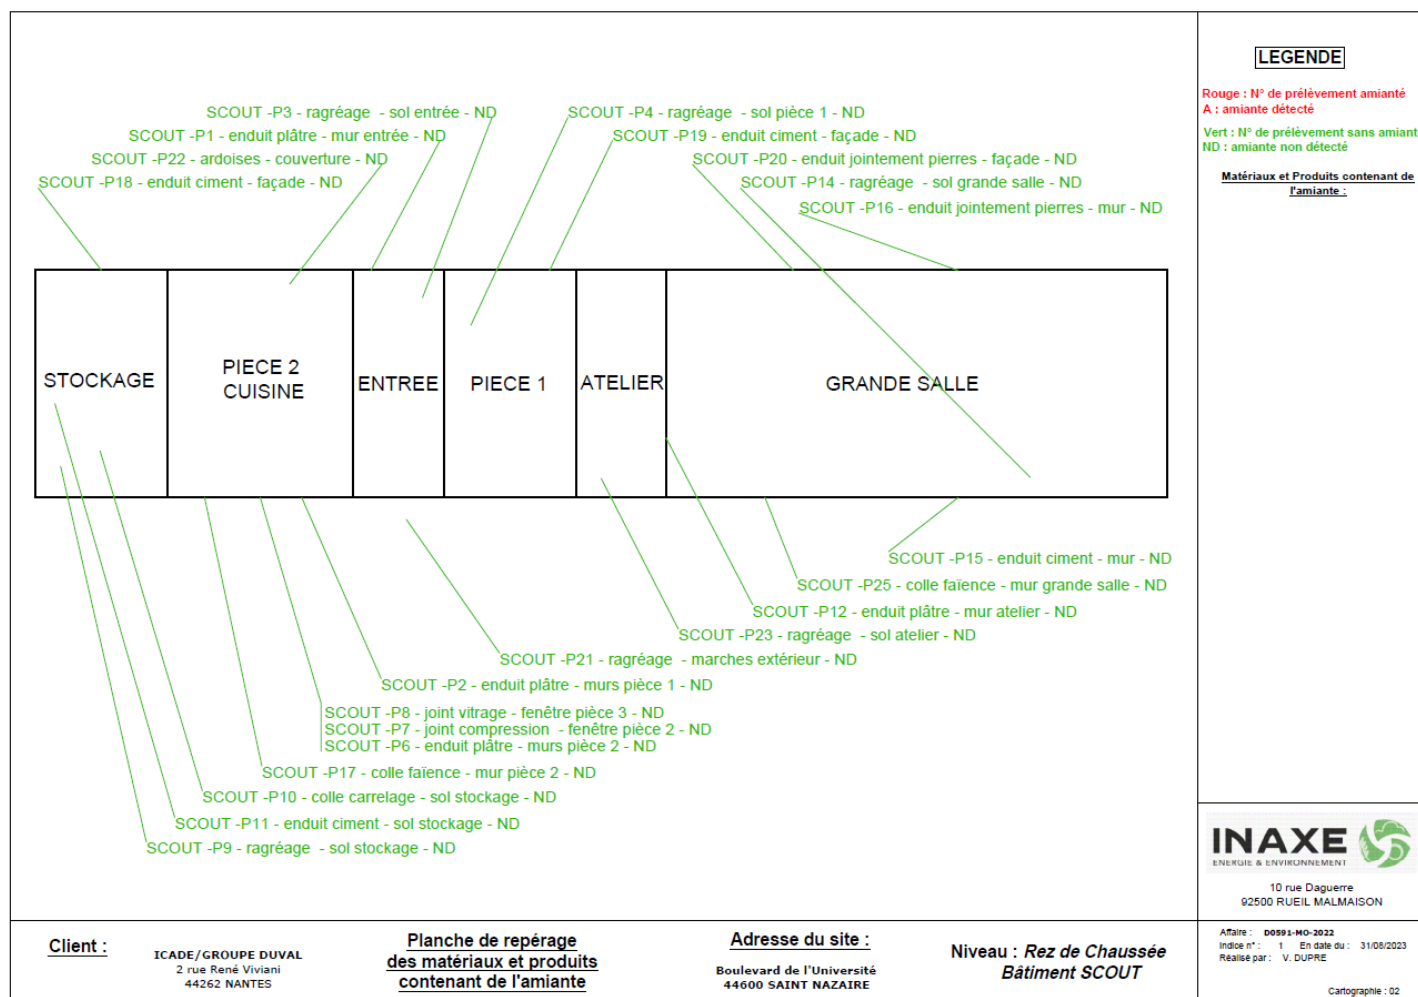 SCOUT -P3 - ragréage - sol entrée - ND
SCOUT -P1 - enduit plâtre - mur entrée - ND
SCOUT -P22 - ardoises - couverture - ND
SCOUT -P18 - enduit ciment - façade - ND
SCOUT -P4 - ragréage - sol pièce 1 - ND
SCOUT -P19 - enduit ciment - façade - ND
SCOUT -P20 - enduit jointement pierres - façade - ND
SCOUT -P14 - ragréage - sol grande salle - ND
SCOUT -P16 - enduit jointement pierres - mur - ND
STOCKAGE
PIECE 2
CUISINE
ENTREE
PIECE 1
ATELIER
GRANDE SALLE
SCOUT -P15 - enduit ciment - mur - ND
SCOUT -P25 - colle faïence - mur grande salle - ND
SCOUT -P12 - enduit plâtre - mur atelier - ND
SCOUT -P23 - ragréage - sol atelier - ND
SCOUT -P21 - ragréage - marches extérieur - ND
SCOUT -P2 - enduit plâtre - murs pièce 1 - ND
SCOUT -P8 - joint vitrage - fenêtre pièce 3 - ND
SCOUT -P7 - joint compression - fenêtre pièce 2 - ND
SCOUT -P6 - enduit plâtre - murs pièce 2 - ND
SCOUT -P17 - colle faïence - mur pièce 2 - ND
SCOUT -P10 - colle carrelage - sol stockage - ND
SCOUT -P11 - enduit ciment - sol stockage - ND
SCOUT -P9 - ragréage - sol stockage - ND
LEGENDE
Rouge : N° de prélèvement amianté
A : amiante détecté
Vert : N° de prélèvement sans amiant
ND : amiante non détecté
Matériaux et Produits contenant de
l'amiante :
INAXE
ENERGIE & ENVIRONNEMENT
10 rue Daguerre
92500 RUEIL MALMAISON
Client :
ICADE/GROUPE DUVAL
2 rue René Viviani
44262 NANTES
Planche de repérage
des matériaux et produits
contenant de l'amiante
Adresse du site :
Boulevard de l'Université
44600 SAINT NAZAIRE
Niveau : Rez de Chaussée
Bâtiment SCOUT
Affaire : D0591-MO-2022
Indice n° : 1 En date du : 31/08/2023
Réalisé par : V. DUPRE
Cartographie : 02